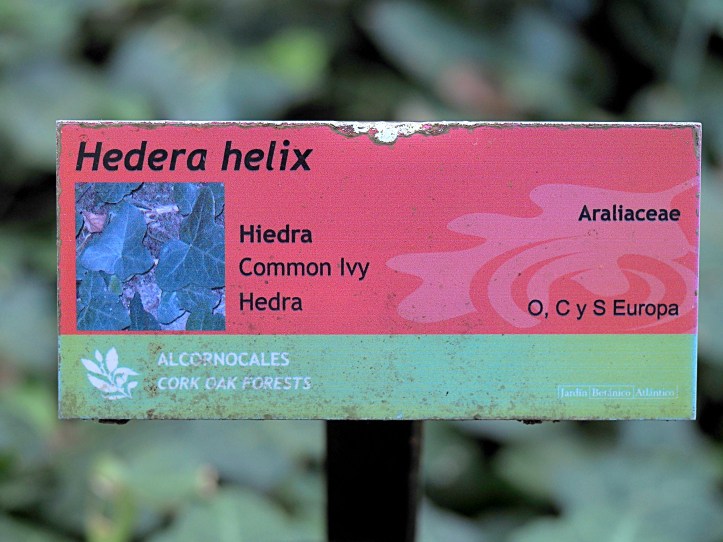 Hedera helix
Hiedra
Common Ivy
Hedra
Araliaceae
O, C y S Europa
ALCORNOCALES
CORK OAK FORESTS
Jardín Botánico Atlántico